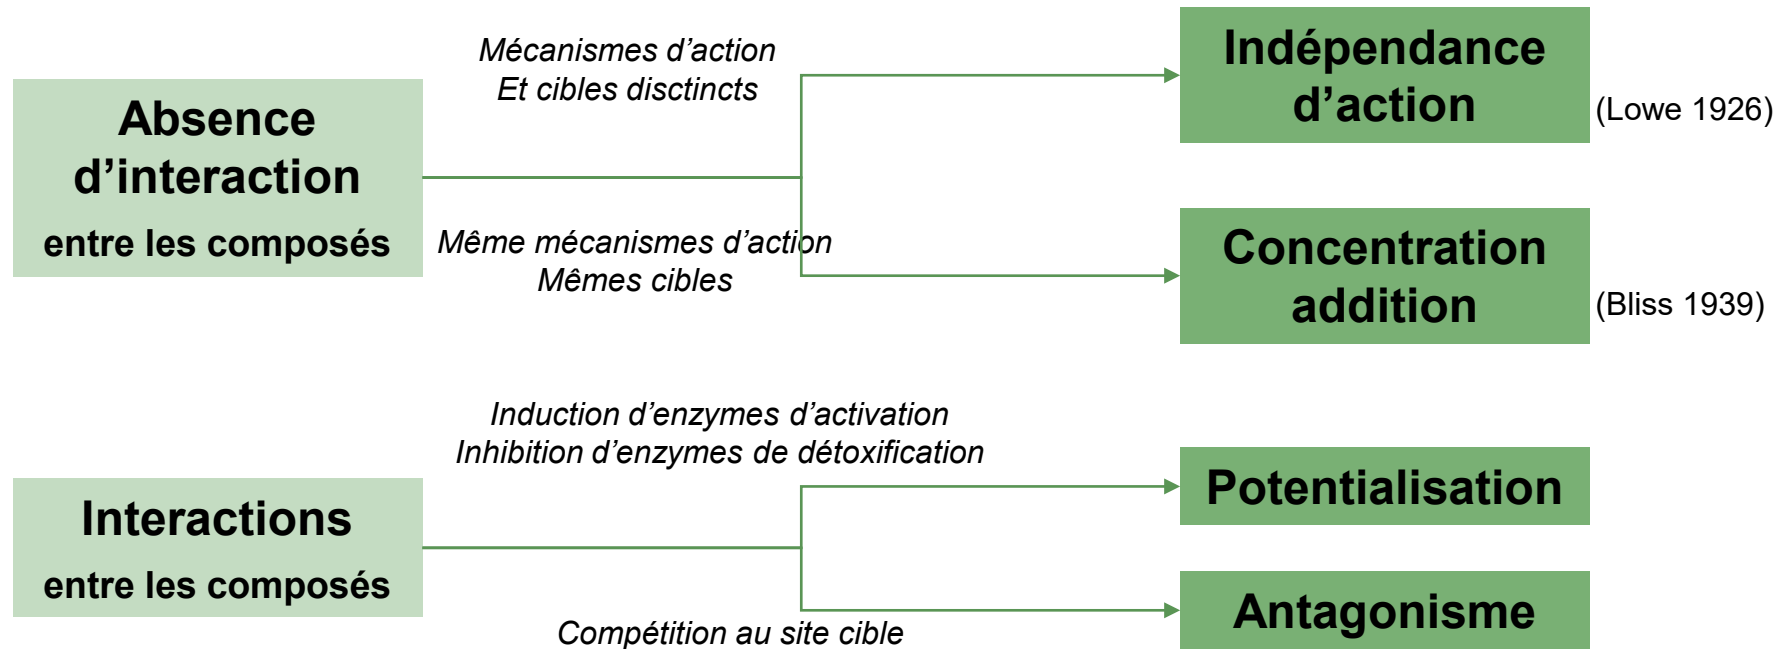 Mécanismes d’action
Et cibles disctincts
Indépendance
d’action
(Lowe 1926)
Absence
d’interaction
entre les composés
Même mécanismes d’action
Mêmes cibles
Concentration
addition
(Bliss 1939)
Induction d’enzymes d’activation
Inhibition d’enzymes de détoxification
Potentialisation
Interactions
entre les composés
Compétition au site cible
Antagonisme